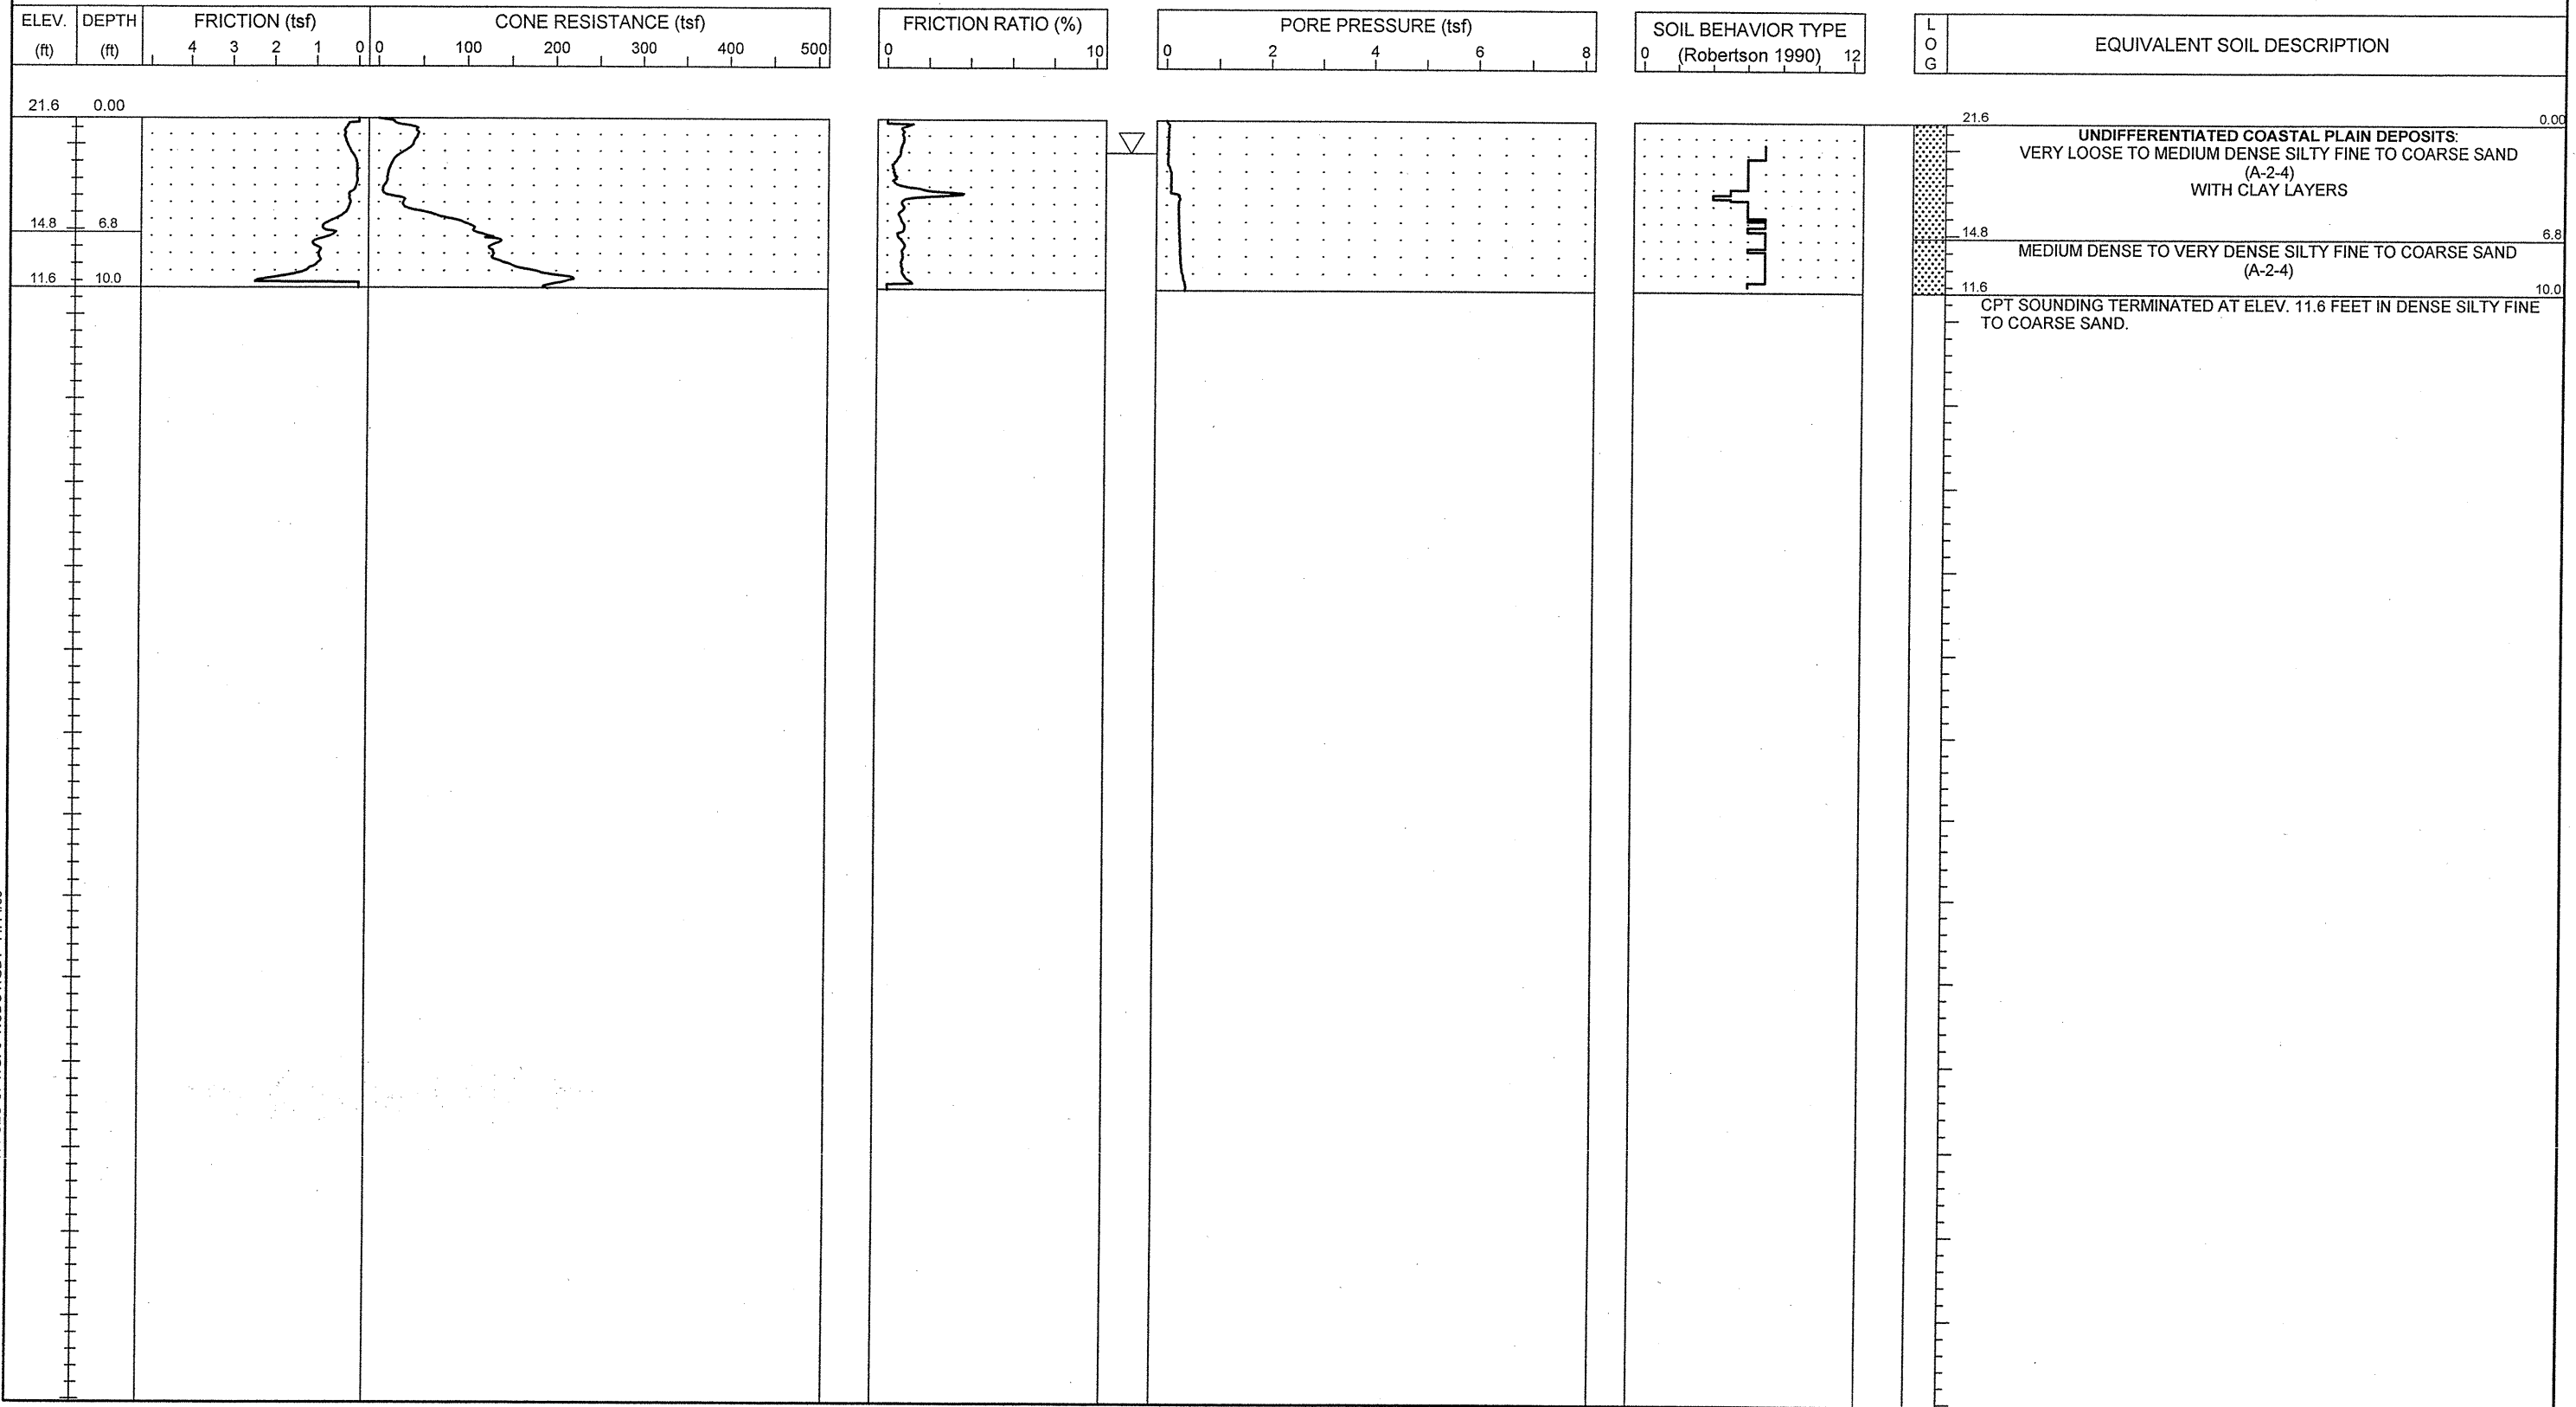 ELEV. DEPTH FRICTION (tsf) CONE RESISTANCE (tsf) FRICTION RATIO (%) PORE PRESSURE (tsf) SOIL BEHAVIOR TYPE L O G EQUIVALENT SOIL DESCRIPTION
(ft) (ft) 4 3 2 1 0 0 100 200 300 400 500 0 10 0 2 4 6 8 0 (Robertson 1990) 12
21.6 0.00
21.6 0.00
UNDIFFERENTIATED COASTAL PLAIN DEPOSITS:
VERY LOOSE TO MEDIUM DENSE SILTY FINE TO COARSE SAND
(A-2-4)
WITH CLAY LAYERS
14.8 6.8
14.8 6.8
MEDIUM DENSE TO VERY DENSE SILTY FINE TO COARSE SAND
(A-2-4)
11.6 10.0
11.6 10.0
CPT SOUNDING TERMINATED AT ELEV. 11.6 FEET IN DENSE SILTY FINE
TO COARSE SAND.